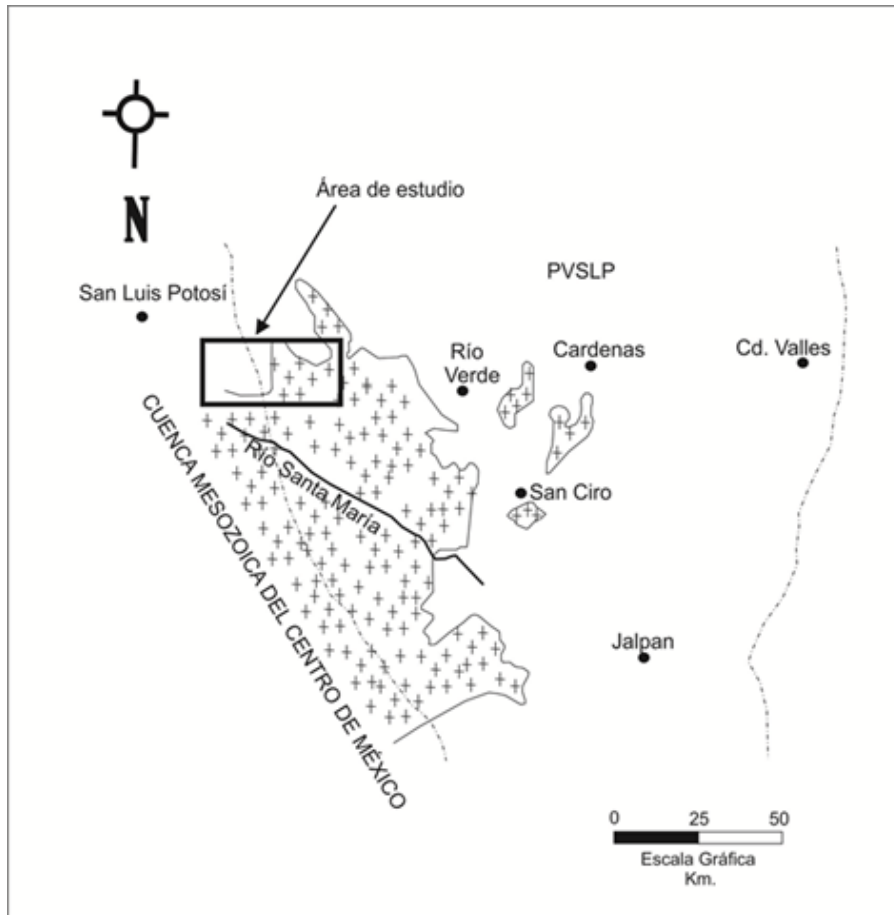 N
Área de estudio
San Luis Potosí
PVSLP
Río
Verde
Cardenas
Cd. Valles
Río Santa María
San Ciro
CUENCA MESOZOICA DEL CENTRO DE MÉXICO
Jalpan
0 25 50
Escala Gráfica
Km.